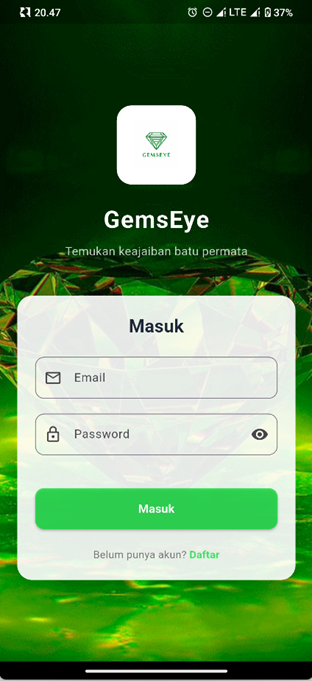 20.47 LTE 37%
GEMSEYE
GemsEye
Temukan keajaiban batu permata
Masuk
Email
Password
Masuk
Belum punya akun? Daftar